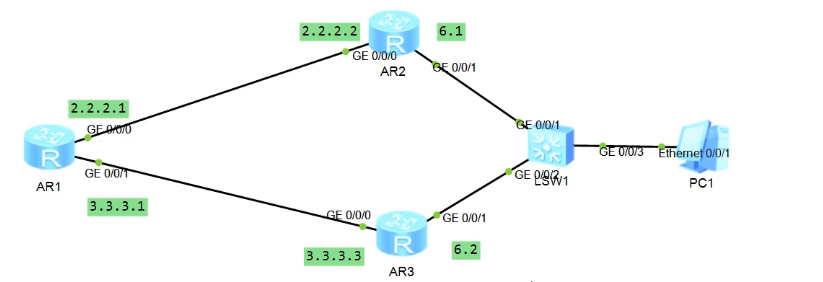 2.2.2.2
R
6.1
GE 0/0/0
AR2
GE 0/0/1
2.2.2.1
GE 0/0/0
R
AR1
GE 0/0/1
3.3.3.1
GE 0/0/1
GE 0/0/3
Ethernet 0/0/1
GE 0/0/2
LSW1
PC1
GE 0/0/0
R
GE 0/0/1
3.3.3.3
AR3
6.2